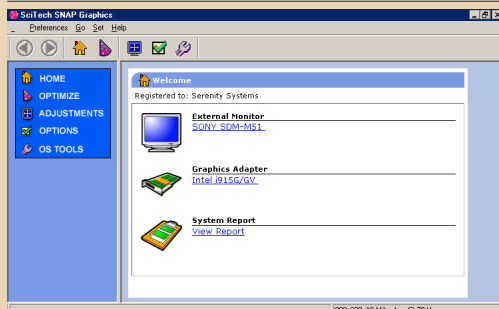 SciTech SNAP Graphics
Preferences Go Set Help
HOME
OPTIMIZE
ADJUSTMENTS
OPTIONS
OS TOOLS
Welcome
Registered to: Serenity Systems
External Monitor
SONY SDM-M51
Graphics Adapter
Intel i915G/GV
System Report
View Report